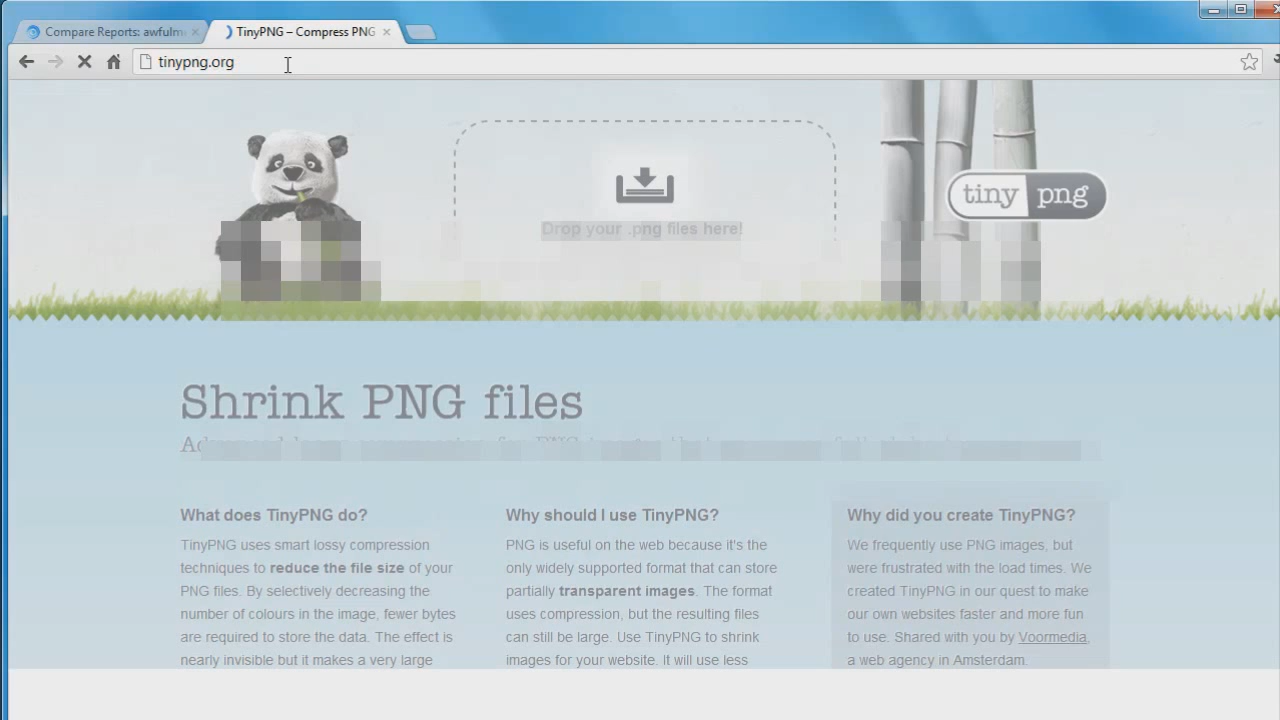 Compare Reports: awfulm
TinyPNG – Compress PNG
tinypng.org
tiny png
Drop your .png files here!
Shrink PNG files
What does TinyPNG do?
TinyPNG uses smart lossy compression
techniques to reduce the file size of your
PNG files. By selectively decreasing the
number of colours in the image, fewer bytes
are required to store the data. The effect is
nearly invisible but it makes a very large
Why should I use TinyPNG?
PNG is useful on the web because it's the
only widely supported format that can store
partially transparent images. The format
uses compression, but the resulting files
can still be large. Use TinyPNG to shrink
images for your website. It will use less
Why did you create TinyPNG?
We frequently use PNG images, but
were frustrated with the load times. We
created TinyPNG in our quest to make
our own websites faster and more fun
to use. Shared with you by Voormedia,
a web agency in Amsterdam.